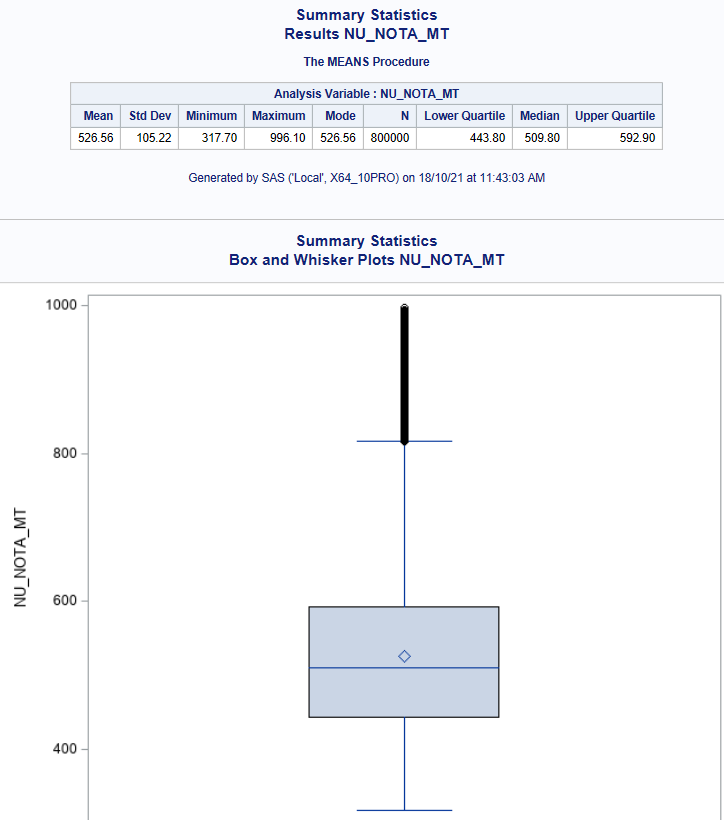 Summary Statistics
Results NU_NOTA_MT
The MEANS Procedure
Analysis Variable : NU_NOTA_MT
Mean Std Dev Minimum Maximum Mode N Lower Quartile Median Upper Quartile
526.56 105.22 317.70 996.10 526.56 800000 443.80 509.80 592.90
Generated by SAS ('Local', X64_10PRO) on 18/10/21 at 11:43:03 AM
Summary Statistics
Box and Whisker Plots NU_NOTA_MT
1000
800
NU_NOTA_MT
600
400